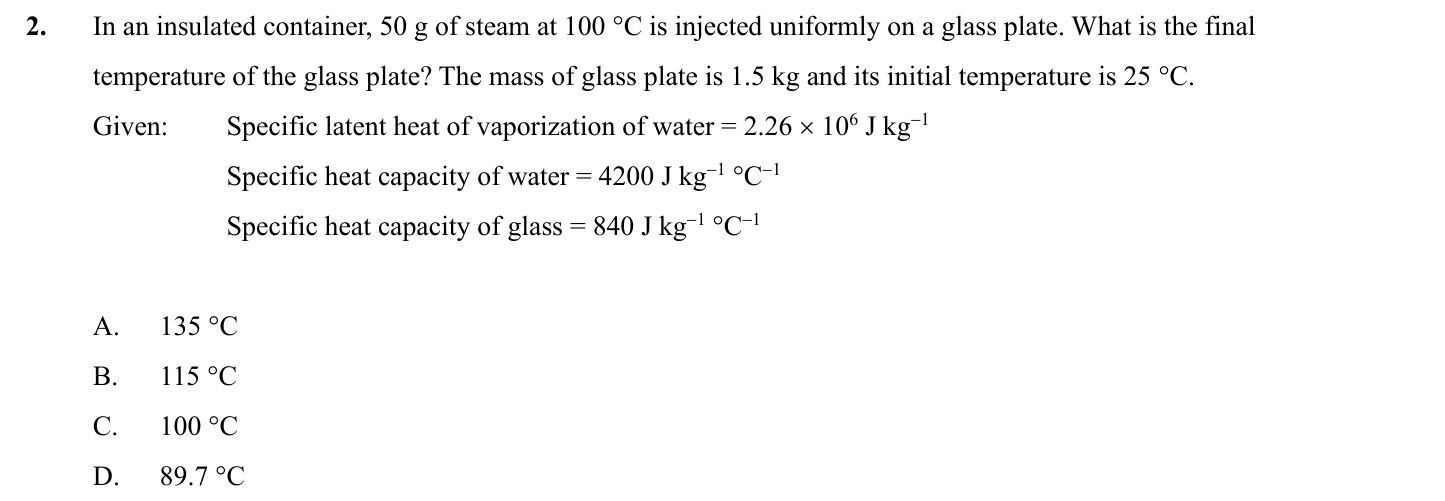 2. In an insulated container, 50 g of steam at 100 °C is injected uniformly on a glass plate. What is the final
temperature of the glass plate? The mass of glass plate is 1.5 kg and its initial temperature is 25 °C.
Given: Specific latent heat of vaporization of water = 2.26 × 10⁶ J kg⁻¹
Specific heat capacity of water = 4200 J kg⁻¹ °C⁻¹
Specific heat capacity of glass = 840 J kg⁻¹ °C⁻¹
A. 135 °C
B. 115 °C
C. 100 °C
D. 89.7 °C